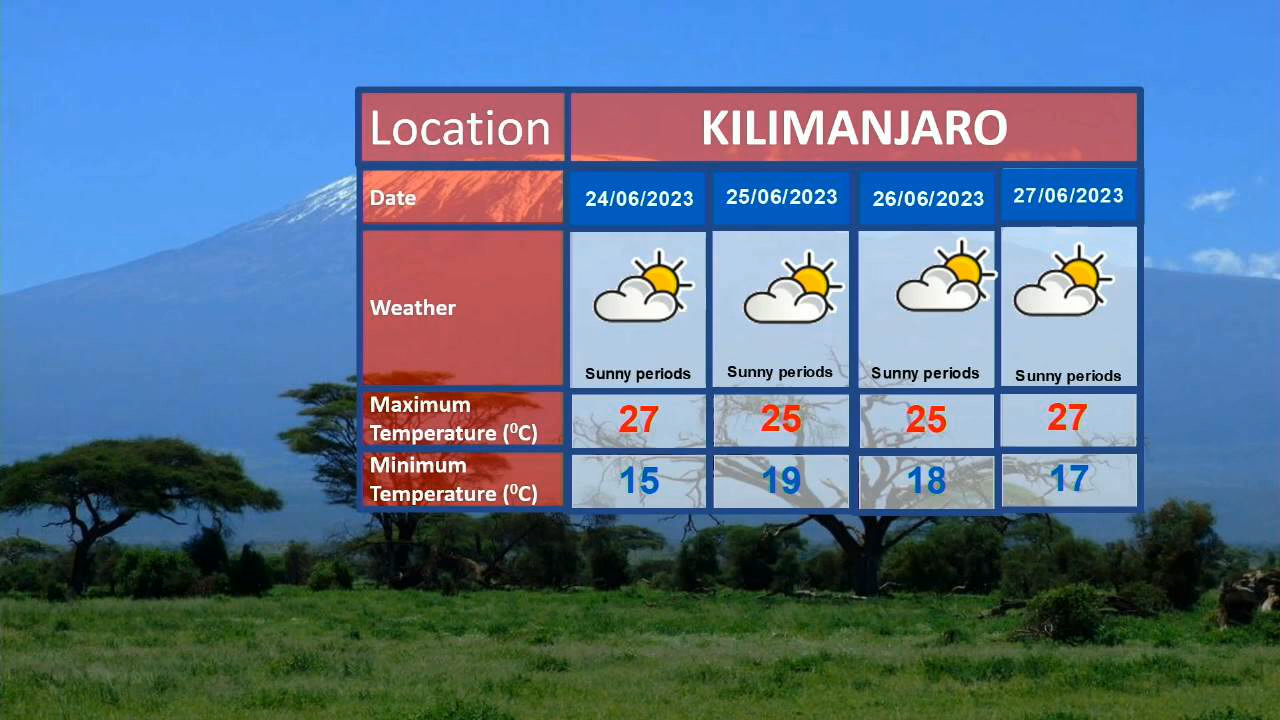 Location KILIMANJARO
Date 24/06/2023 25/06/2023 26/06/2023 27/06/2023
Weather
Sunny periods Sunny periods Sunny periods Sunny periods
Maximum
Temperature (⁰C) 27 25 25 27
Minimum
Temperature (⁰C) 15 19 18 17